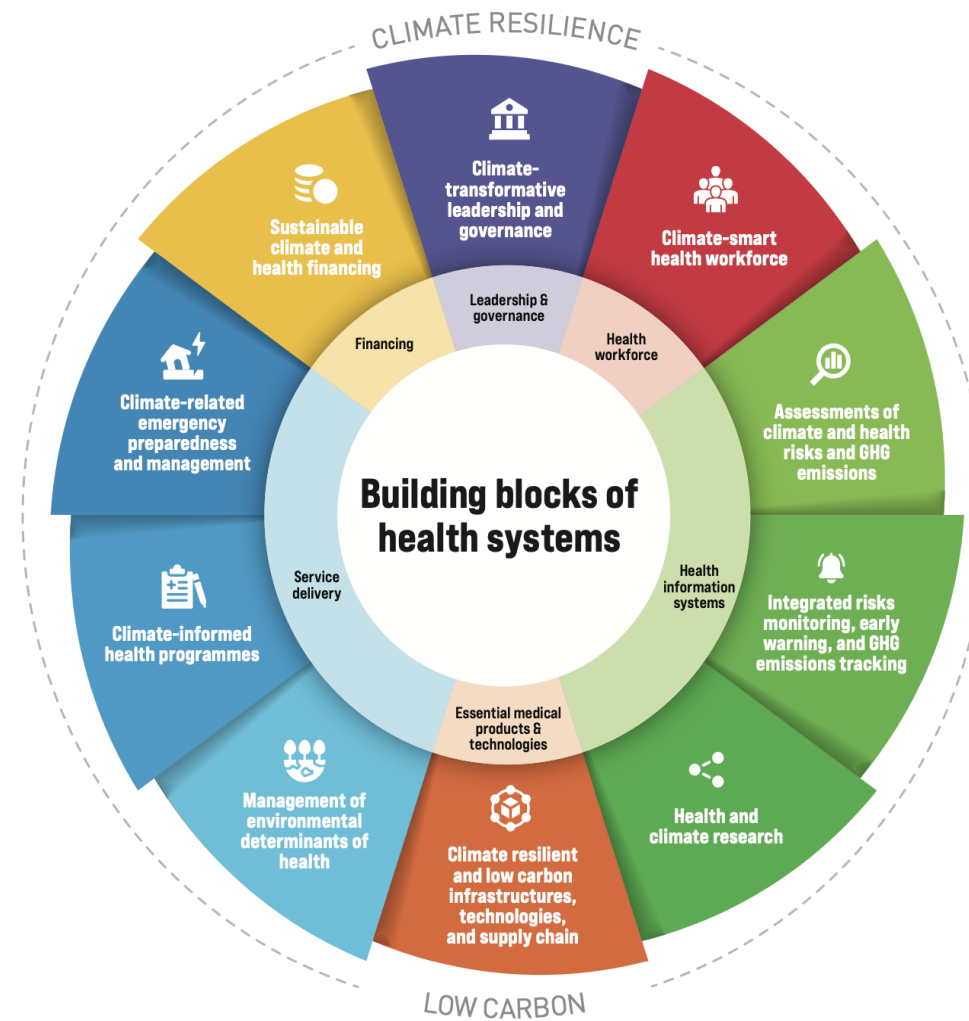 CLIMATE RESILIENCE
Climate-
transformative
leadership and
governance
Climate-smart
health workforce
Assessments of
climate and health
risks and GHG
emissions
Integrated risks
monitoring, early
warning, and GHG
emissions tracking
Health and
climate research
Climate resilient
and low carbon
infrastructures,
technologies,
and supply chain
Management of
environmental
determinants of
health
Climate-informed
health programmes
Climate-related
emergency
preparedness
and management
Sustainable
climate and
health financing
Leadership &
governance
Health
workforce
Health
information
systems
Essential medical
products &
technologies
Service
delivery
Financing
Building blocks of
health systems
LOW CARBON